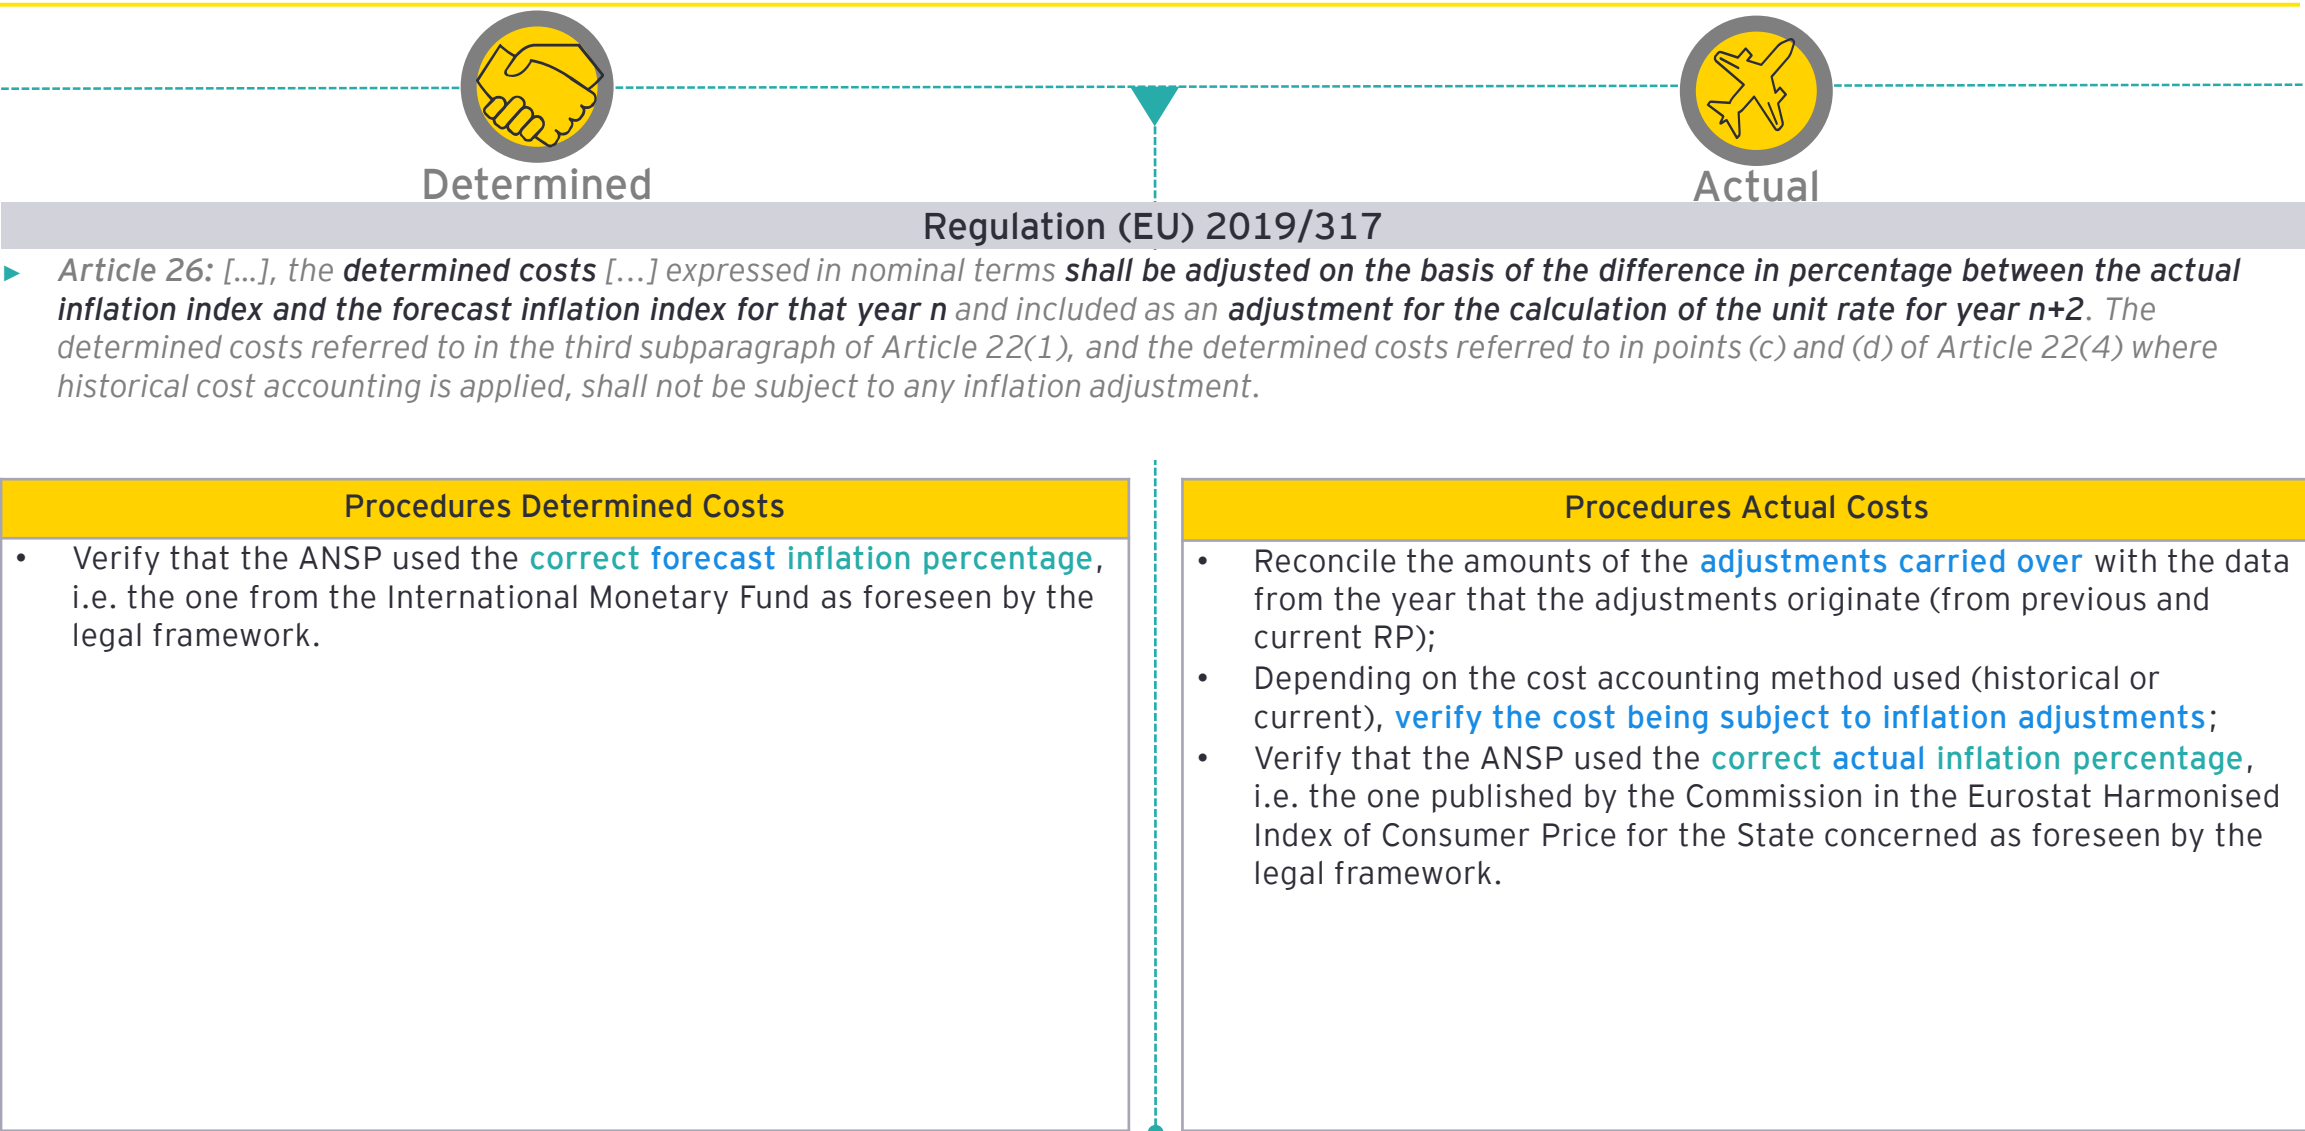 Determined
Actual
Regulation (EU) 2019/317
► Article 26: [...], the determined costs [...] expressed in nominal terms shall be adjusted on the basis of the difference in percentage between the actual
inflation index and the forecast inflation index for that year n and included as an adjustment for the calculation of the unit rate for year n+2. The
determined costs referred to in the third subparagraph of Article 22(1), and the determined costs referred to in points (c) and (d) of Article 22(4) where
historical cost accounting is applied, shall not be subject to any inflation adjustment.
Procedures Determined Costs
• Verify that the ANSP used the correct forecast inflation percentage,
i.e. the one from the International Monetary Fund as foreseen by the
legal framework.
Procedures Actual Costs
• Reconcile the amounts of the adjustments carried over with the data
from the year that the adjustments originate (from previous and
current RP);
• Depending on the cost accounting method used (historical or
current), verify the cost being subject to inflation adjustments;
• Verify that the ANSP used the correct actual inflation percentage,
i.e. the one published by the Commission in the Eurostat Harmonised
Index of Consumer Price for the State concerned as foreseen by the
legal framework.